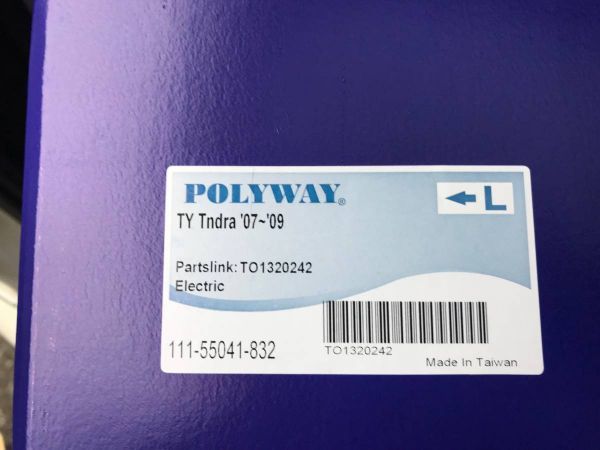 POLYWAY®
← L
TY Tndra '07~'09
Partslink: TO1320242
Electric
111-55041-832
TO1320242
Made In Taiwan